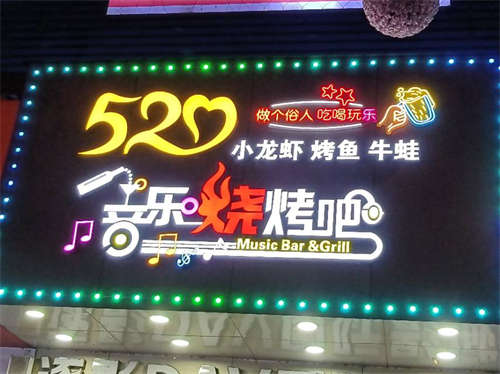 520
做个俗人 吃喝玩乐
小龙虾 烤鱼 牛蛙
音乐烧烤吧
Music Bar &Grill